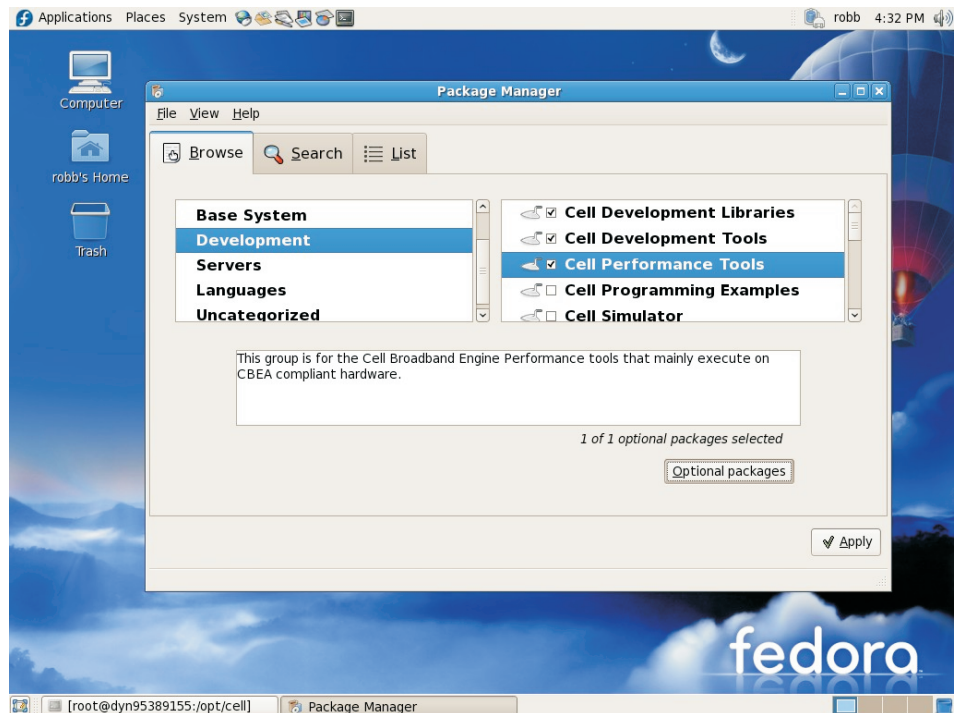 Applications Places System
robb 4:32 PM
Computer
robb's Home
Trash
Package Manager
File View Help
Browse Search List
Base System
Development
Servers
Languages
Uncategorized
Cell Development Libraries
Cell Development Tools
Cell Performance Tools
Cell Programming Examples
Cell Simulator
This group is for the Cell Broadband Engine Performance tools that mainly execute on
CBEA compliant hardware.
1 of 1 optional packages selected
Optional packages
Apply
fedora
[root@dyn95389155:/opt/cell] Package Manager